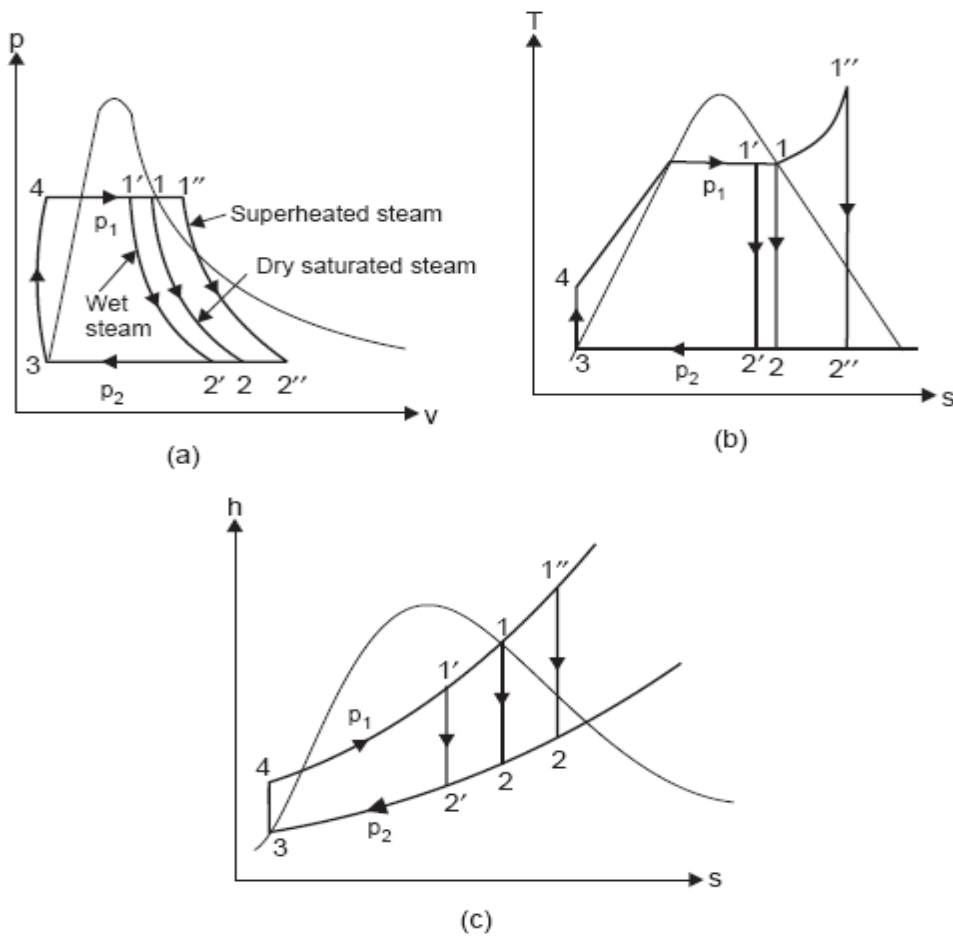 p
4
1′ 1 1″
p1
Superheated steam
Dry saturated steam
Wet
steam
3
p2
2′ 2 2″
v
(a)
T
1″
1′ 1
p1
4
3
p2
2′ 2 2″
s
(b)
h
1″
1
1′
p1
4
2
2
2′
p2
3
s
(c)